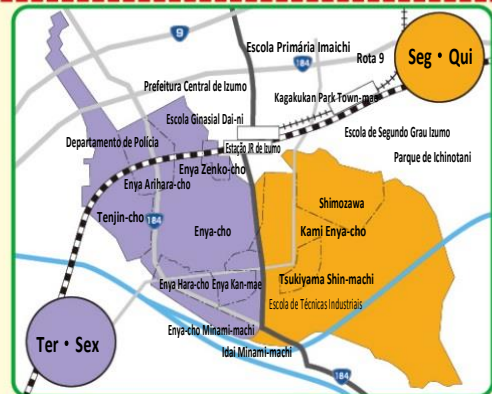 9
Escola Primária Imaichi
184
Rota 9
Seg・Qui
Prefeitura Central de Izumo
Kagakukan Park Town-mae
Escola Ginasial Dai-ni
Escola de Segundo Grau Izumo
Departamento de Polícia
Estação JR de Izumo
Parque de Ichinotani
Enya Zenko-cho
Enya Arihara-cho
Shimozawa
Tenjin-cho
184
Enya-cho
Kami Enya-cho
Enya Hara-cho
Enya Kan-mae
Tsukiyama Shin-machi
Escola de Técnicas Industriais
Enya-cho Minami-machi
Ter・Sex
Idai Minami-machi
184